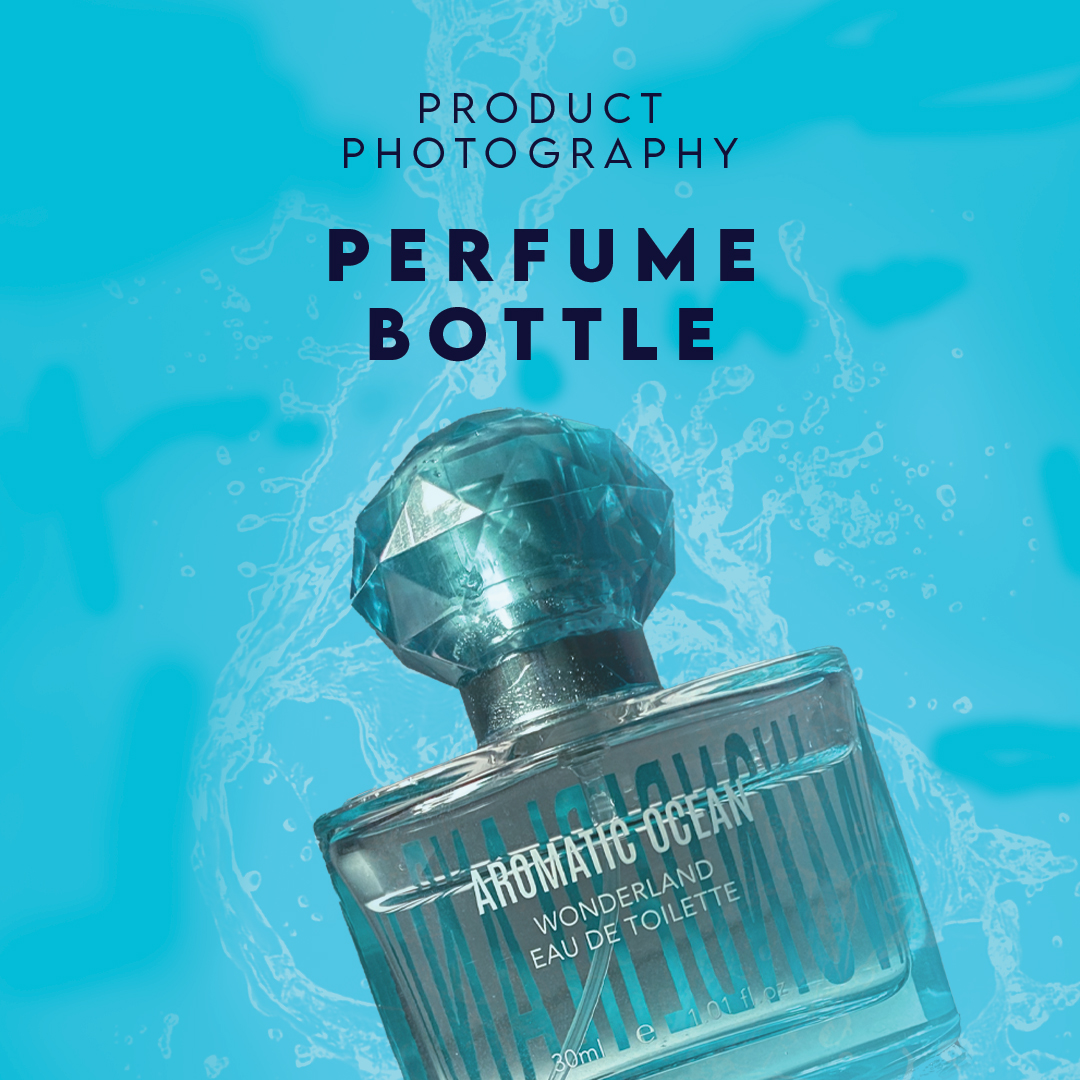 PRODUCT
PHOTOGRAPHY
PERFUME
BOTTLE
AROMATIC OCEAN
WONDERLAND
EAU DE TOILETTE
30ml e 1.01 fl oz